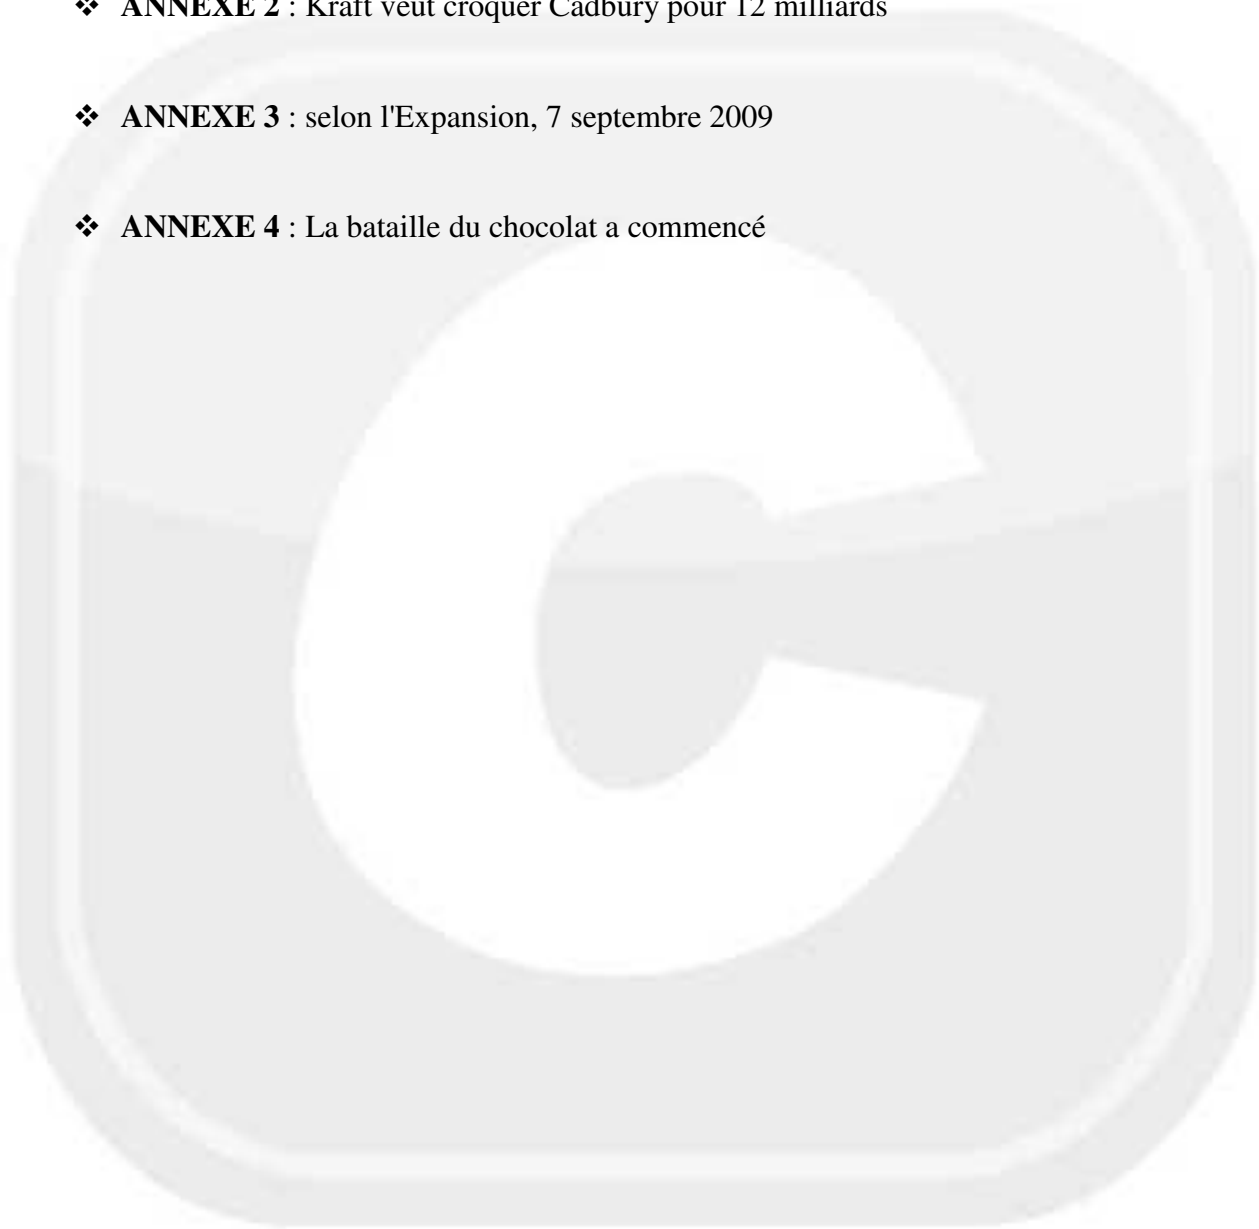 ❖ ANNEXE 2 : Kraft veut croquer Cadbury pour 12 milliards
❖ ANNEXE 3 : selon l'Expansion, 7 septembre 2009
❖ ANNEXE 4 : La bataille du chocolat a commencé
C